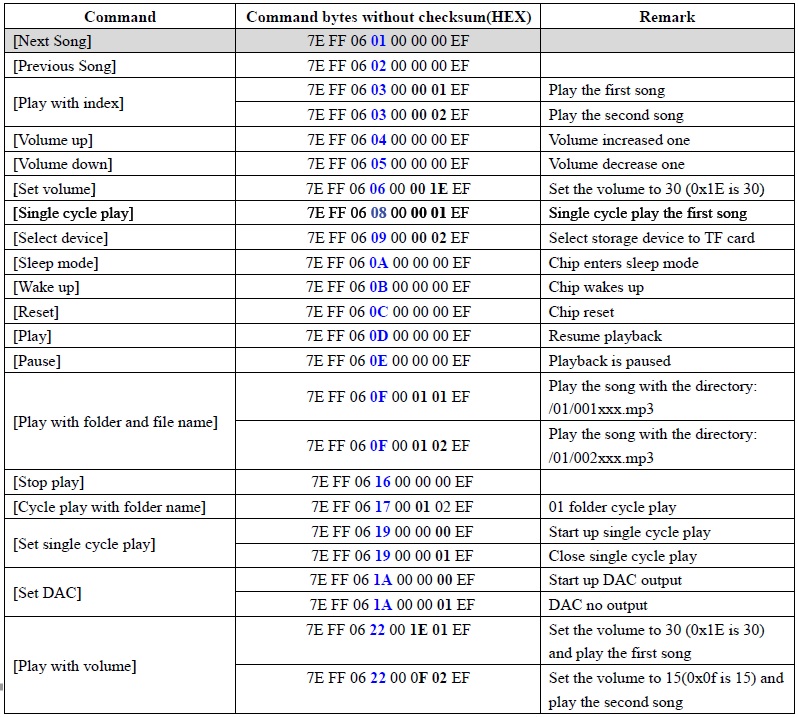 Command Command bytes without checksum(HEX) Remark
[Next Song] 7E FF 06 01 00 00 00 EF
[Previous Song] 7E FF 06 02 00 00 00 EF
[Play with index] 7E FF 06 03 00 00 01 EF Play the first song
7E FF 06 03 00 00 02 EF Play the second song
[Volume up] 7E FF 06 04 00 00 00 EF Volume increased one
[Volume down] 7E FF 06 05 00 00 00 EF Volume decrease one
[Set volume] 7E FF 06 06 00 00 1E EF Set the volume to 30 (0x1E is 30)
[Single cycle play] 7E FF 06 08 00 00 01 EF Single cycle play the first song
[Select device] 7E FF 06 09 00 00 02 EF Select storage device to TF card
[Sleep mode] 7E FF 06 0A 00 00 00 EF Chip enters sleep mode
[Wake up] 7E FF 06 0B 00 00 00 EF Chip wakes up
[Reset] 7E FF 06 0C 00 00 00 EF Chip reset
[Play] 7E FF 06 0D 00 00 00 EF Resume playback
[Pause] 7E FF 06 0E 00 00 00 EF Playback is paused
[Play with folder and file name] 7E FF 06 0F 00 01 01 EF Play the song with the directory:
/01/001xxx.mp3
7E FF 06 0F 00 01 02 EF Play the song with the directory:
/01/002xxx.mp3
[Stop play] 7E FF 06 16 00 00 00 EF
[Cycle play with folder name] 7E FF 06 17 00 01 02 EF 01 folder cycle play
[Set single cycle play] 7E FF 06 19 00 00 00 EF Start up single cycle play
7E FF 06 19 00 00 01 EF Close single cycle play
[Set DAC] 7E FF 06 1A 00 00 00 EF Start up DAC output
7E FF 06 1A 00 00 01 EF DAC no output
[Play with volume] 7E FF 06 22 00 1E 01 EF Set the volume to 30 (0x1E is 30)
and play the first song
7E FF 06 22 00 0F 02 EF Set the volume to 15(0x0f is 15) and
play the second song